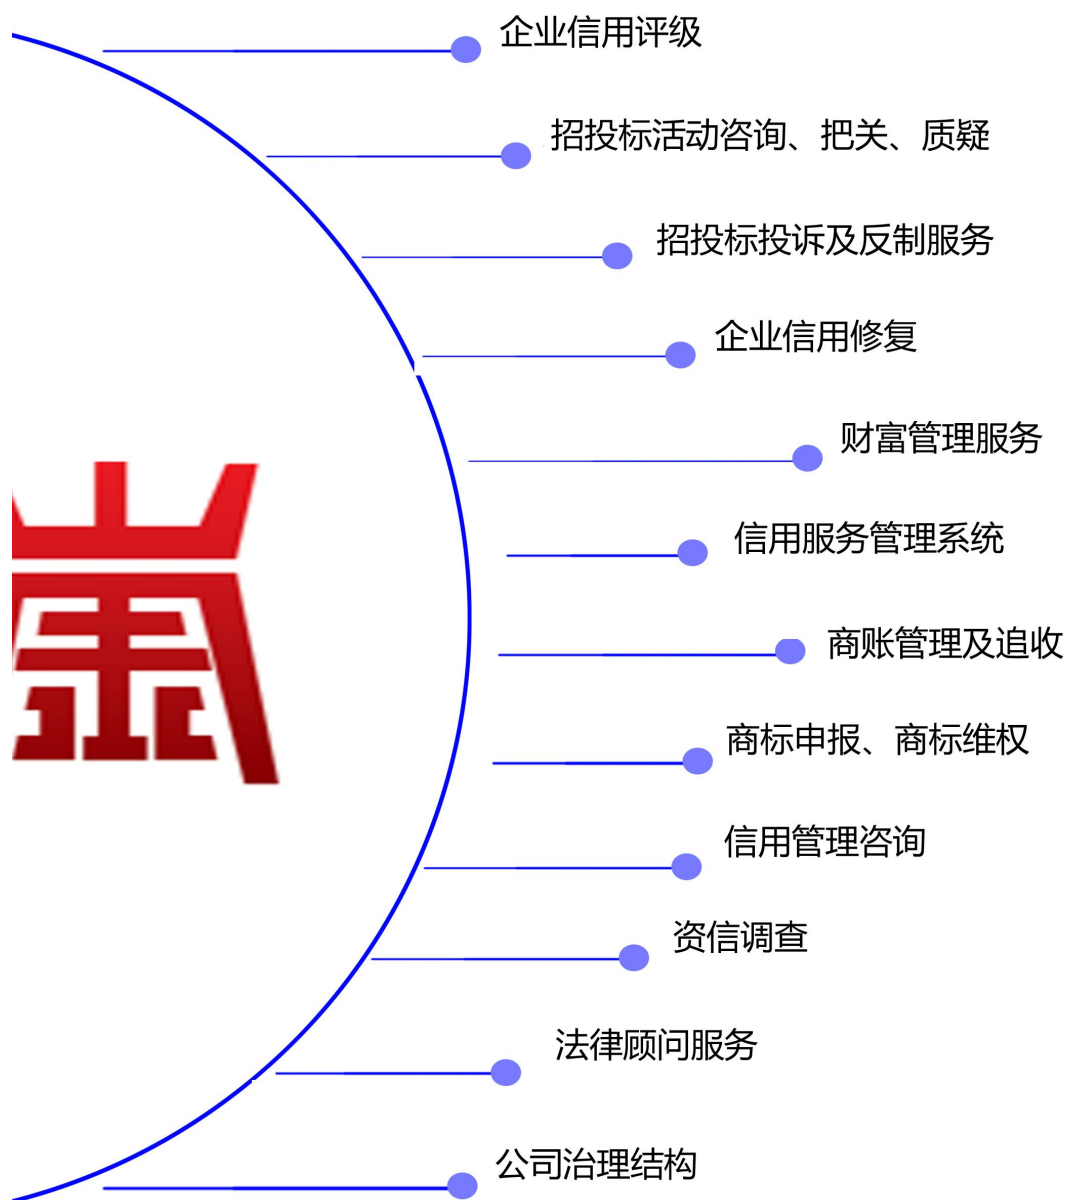 企业信用评级
招投标活动咨询、把关、质疑
招投标投诉及反制服务
企业信用修复
财富管理服务
信用服务管理系统
商账管理及追收
商标申报、商标维权
信用管理咨询
资信调查
法律顾问服务
公司治理结构